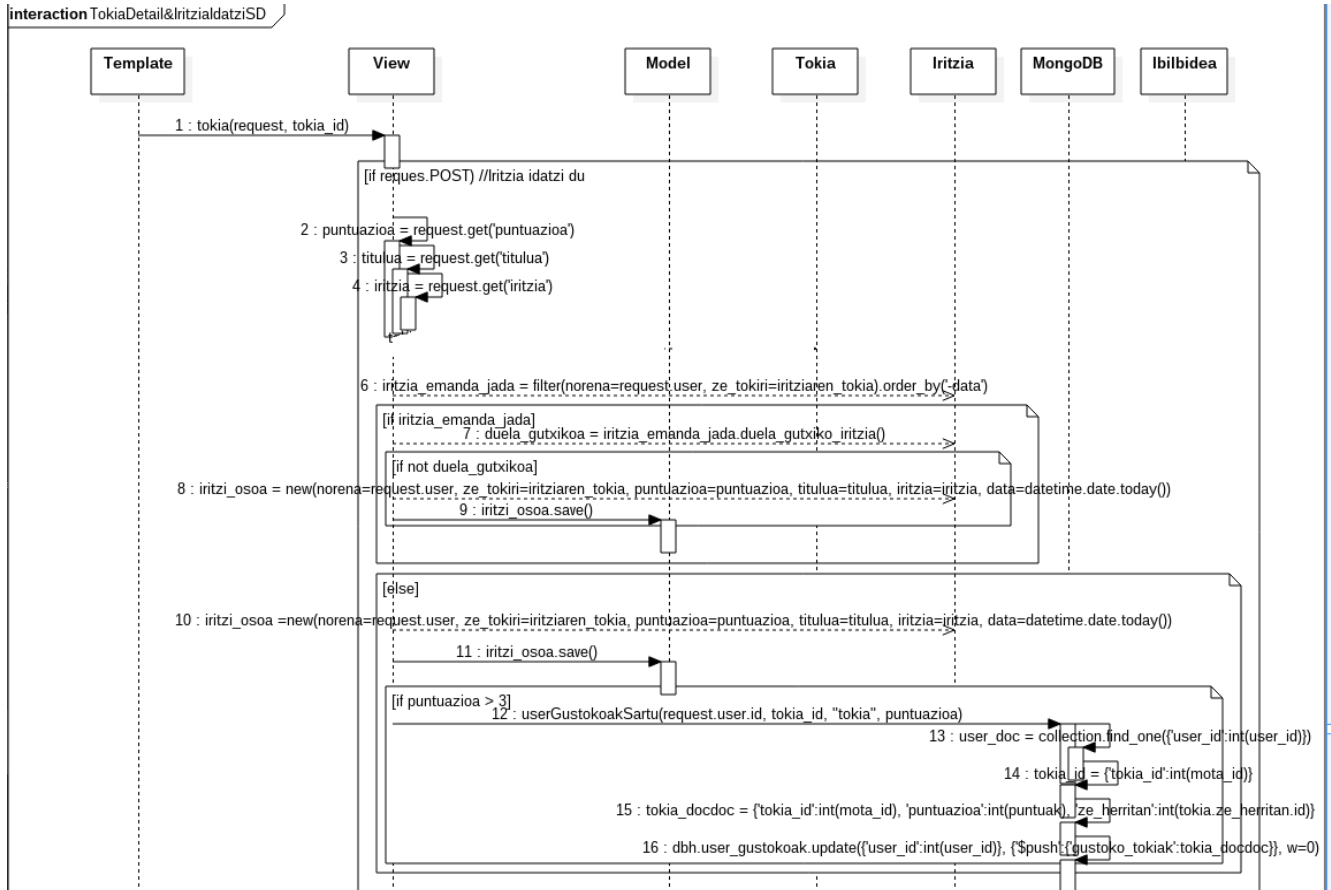 interaction TokiaDetail&IritziaIdatziSD
Template View Model Tokia Iritzia MongoDB Ibilbidea
1 : tokia(request, tokia_id)
[if reques.POST) //Iritzia idatzi du
2 : puntuazioa = request.get('puntuazioa')
3 : titulua = request.get('titulua')
4 : iritzia = request.get('iritzia')
6 : iritzia_emanda_jada = filter(norena=request.user, ze_tokiri=iritziaren_tokia).order_by('-data')
[if iritzia_emanda_jada]
7 : duela_gutxikoa = iritzia_emanda_jada.duela_gutxiko_iritzia()
[if not duela_gutxikoa]
8 : iritzi_osoa = new(norena=request.user, ze_tokiri=iritziaren_tokia, puntuazioa=puntuazioa, titulua=titulua, iritzia=iritzia, data=datetime.date.today())
9 : iritzi_osoa.save()
[else]
10 : iritzi_osoa =new(norena=request.user, ze_tokiri=iritziaren_tokia, puntuazioa=puntuazioa, titulua=titulua, iritzia=iritzia, data=datetime.date.today())
11 : iritzi_osoa.save()
[if puntuazioa > 3]
12 : userGustokoakSartu(request.user.id, tokia_id, "tokia", puntuazioa)
13 : user_doc = collection.find_one({'user_id':int(user_id)})
14 : tokia_id = {'tokia_id':int(mota_id)}
15 : tokia_docdoc = {'tokia_id':int(mota_id), 'puntuazioa':int(puntuak), 'ze_herritan':int(tokia.ze_herritan.id)}
16 : dbh.user_gustokoak.update({'user_id':int(user_id)}, {'$push':{'gustoko_tokiak':tokia_docdoc}}, w=0)